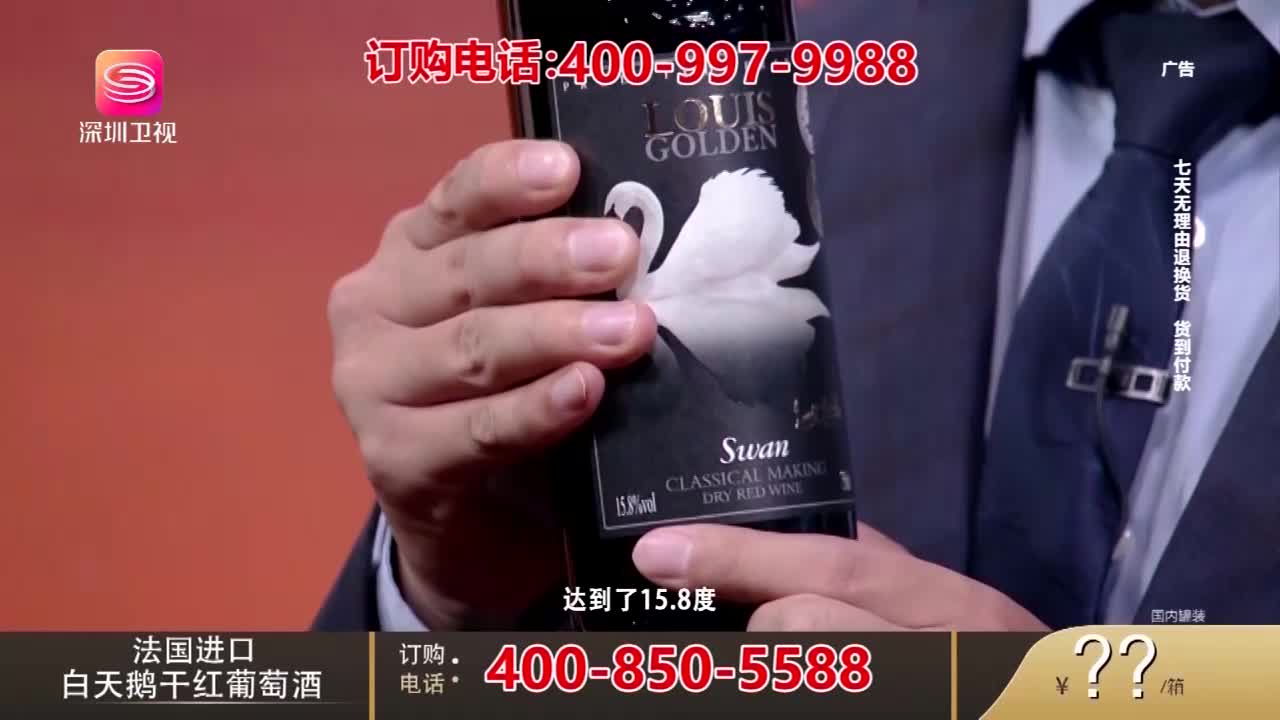 订购电话:400-997-9988
广告
深圳卫视
七天无理由退换货 货到付款
LOUIS
GOLDEN
Swan
CLASSICAL MAKING
DRY RED WINE
15.8%vol
达到了15.8度
国内罐装
法国进口
白天鹅干红葡萄酒
订购电话:
400-850-5588
¥??/箱